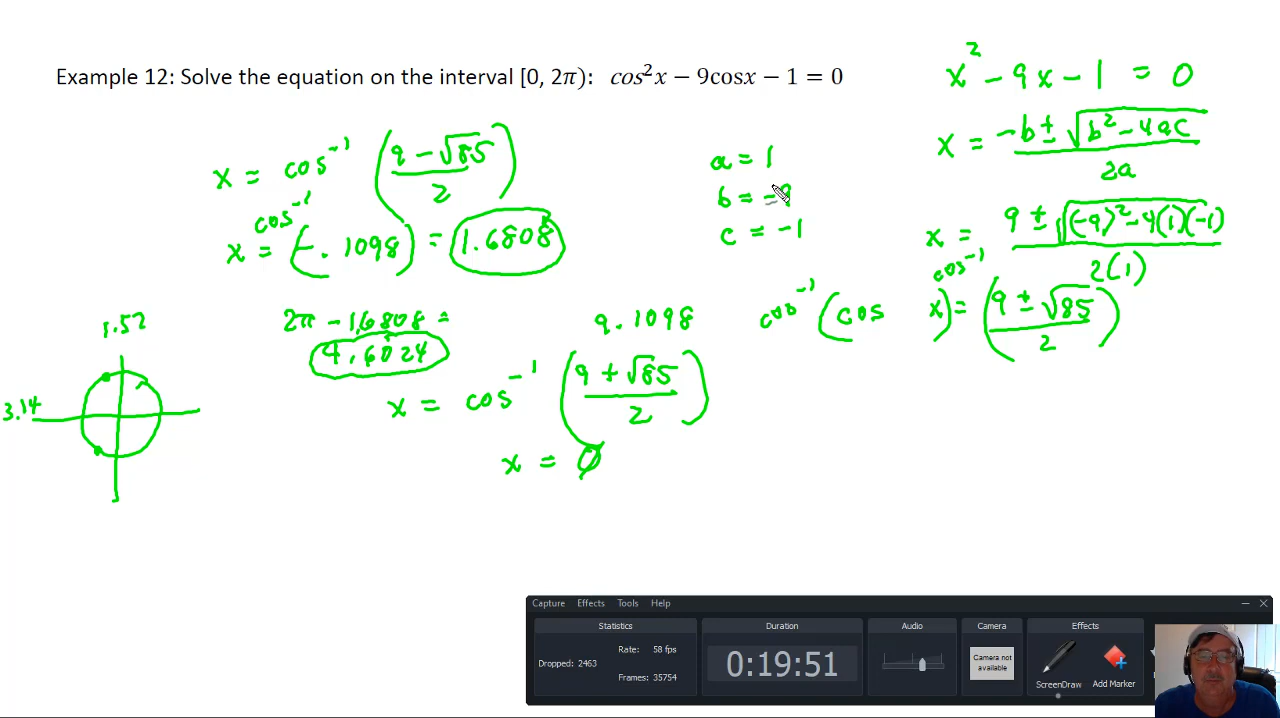 Example 12: Solve the equation on the interval [0, 2π): cos²x − 9cosx − 1 = 0
x² - 9x - 1 = 0
x = -b ± √b² - 4ac / 2a
a = 1
b = -9
c = -1
x = 9 ± √(-9)² - 4(1)(-1) / 2(1)
cos⁻¹
cos⁻¹(cos x) = (9 ± √85 / 2)
x = cos⁻¹ (9 - √85 / 2)
cos⁻¹
x = (-.1098) = 1.6808
2π - 1.6808 =
4.6024
9.1098
x = cos⁻¹ (9 + √85 / 2)
x = Ø
1.57
3.14
Capture Effects Tools Help
Statistics
Dropped: 2463
Rate: 58 fps
Frames: 35754
Duration
0:19:51
Audio
Camera
Camera not
available
Effects
ScreenDraw
Add Marker